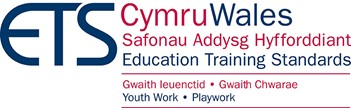 ETS CymruWales
Safonau Addysg Hyfforddiant
Education Training Standards
Gwaith Ieuenctid • Gwaith Chwarae
Youth Work • Playwork